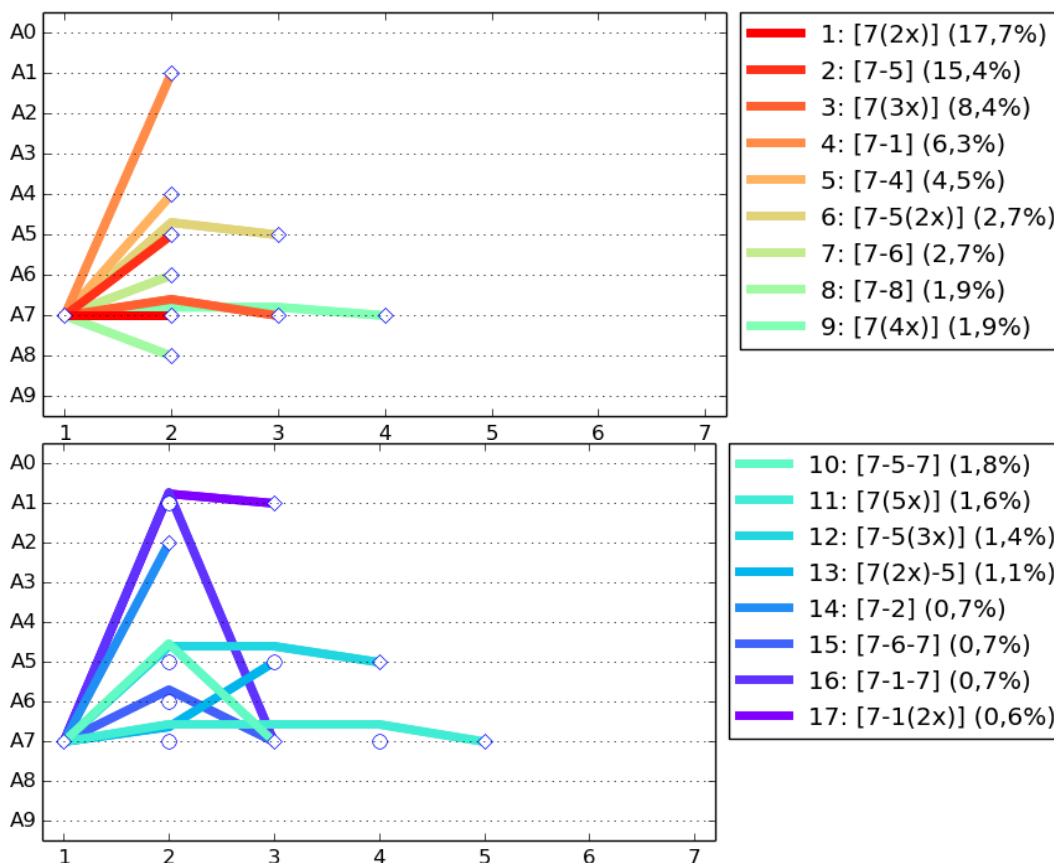 A0
A1
A2
A3
A4
A5
A6
A7
A8
A9
1 2 3 4 5 6 7
1: [7(2x)] (17,7%)
2: [7-5] (15,4%)
3: [7(3x)] (8,4%)
4: [7-1] (6,3%)
5: [7-4] (4,5%)
6: [7-5(2x)] (2,7%)
7: [7-6] (2,7%)
8: [7-8] (1,9%)
9: [7(4x)] (1,9%)
A0
A1
A2
A3
A4
A5
A6
A7
A8
A9
1 2 3 4 5 6 7
10: [7-5-7] (1,8%)
11: [7(5x)] (1,6%)
12: [7-5(3x)] (1,4%)
13: [7(2x)-5] (1,1%)
14: [7-2] (0,7%)
15: [7-6-7] (0,7%)
16: [7-1-7] (0,7%)
17: [7-1(2x)] (0,6%)